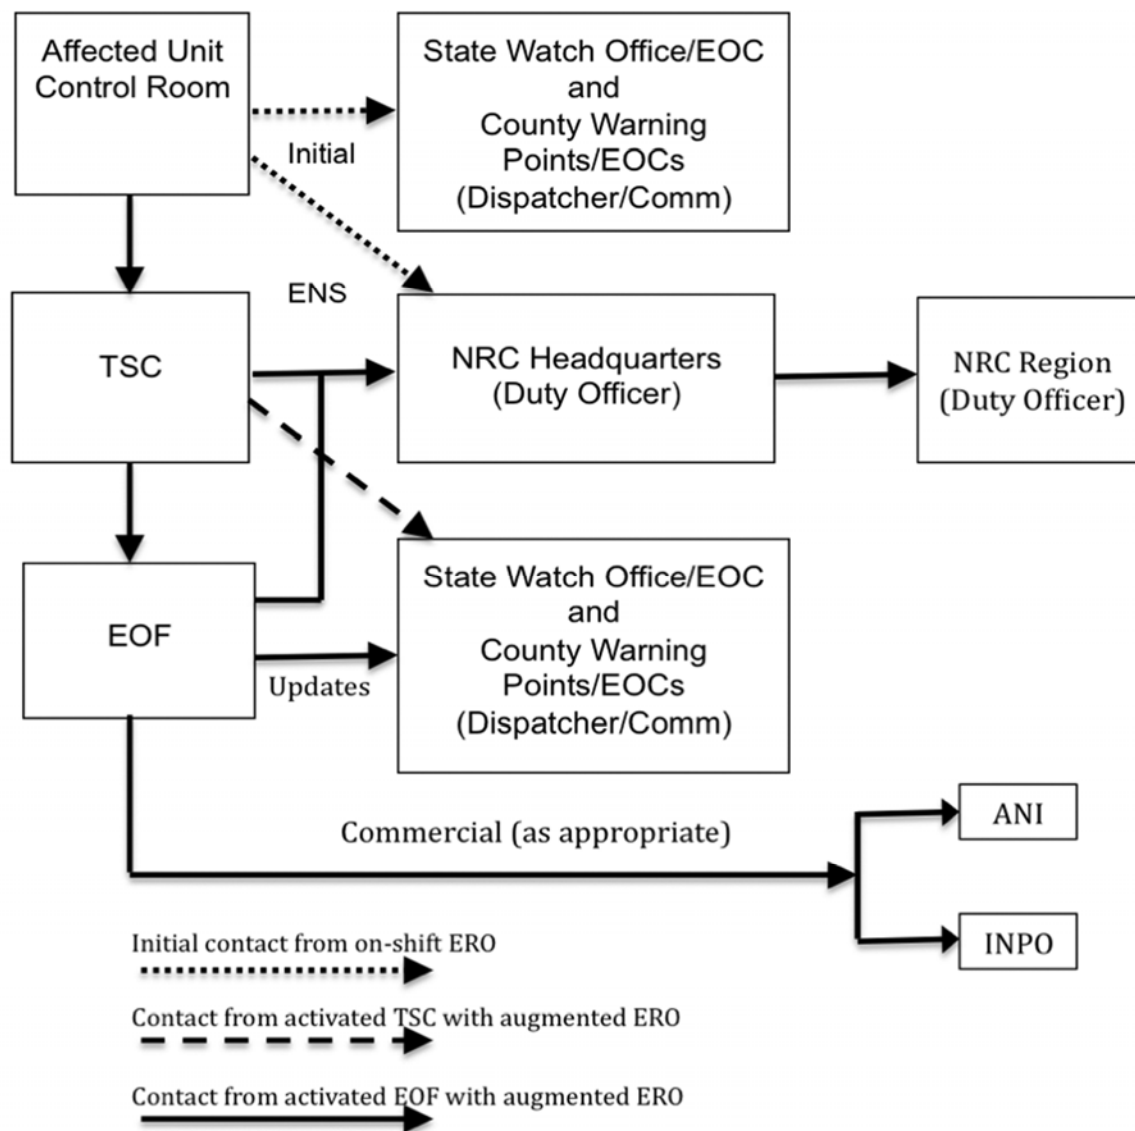 Affected Unit
Control Room
State Watch Office/EOC
and
County Warning
Points/EOCs
(Dispatcher/Comm)
Initial
ENS
TSC
NRC Headquarters
(Duty Officer)
NRC Region
(Duty Officer)
EOF
State Watch Office/EOC
and
County Warning
Points/EOCs
(Dispatcher/Comm)
Updates
Commercial (as appropriate)
ANI
INPO
Initial contact from on-shift ERO
Contact from activated TSC with augmented ERO
Contact from activated EOF with augmented ERO